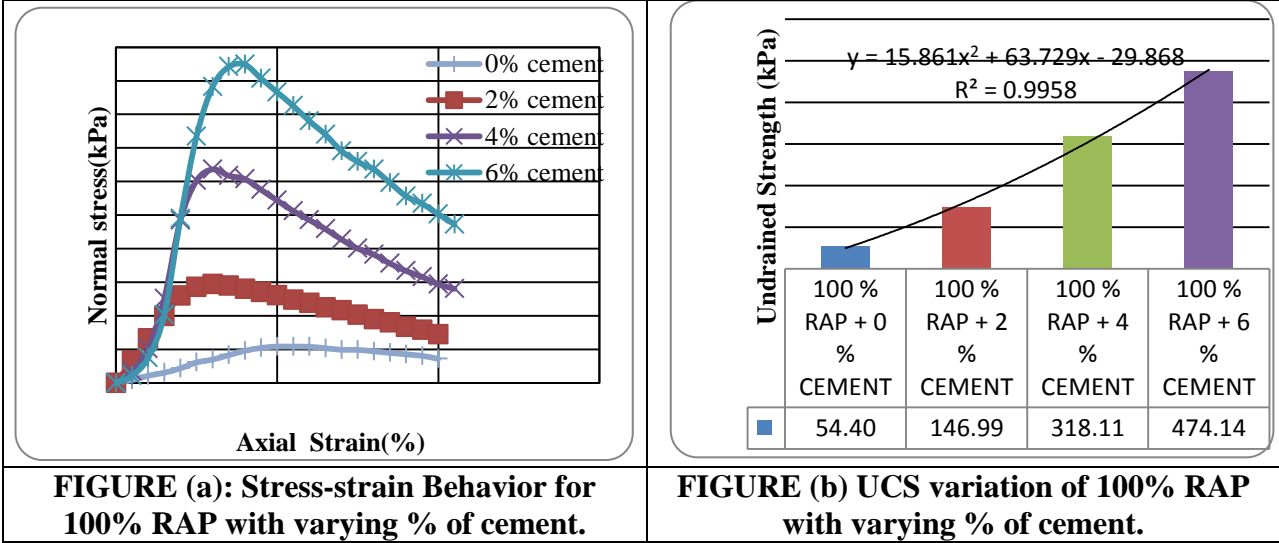 Normal stress(kPa)
0% cement
2% cement
4% cement
6% cement
Axial Strain(%)
FIGURE (a): Stress-strain Behavior for
100% RAP with varying % of cement.
Undrained Strength (kPa)
y = 15.861x² + 63.729x - 29.868
R² = 0.9958
100 %
RAP + 0
%
CEMENT
100 %
RAP + 2
%
CEMENT
100 %
RAP + 4
%
CEMENT
100 %
RAP + 6
%
CEMENT
54.40 146.99 318.11 474.14
FIGURE (b) UCS variation of 100% RAP
with varying % of cement.